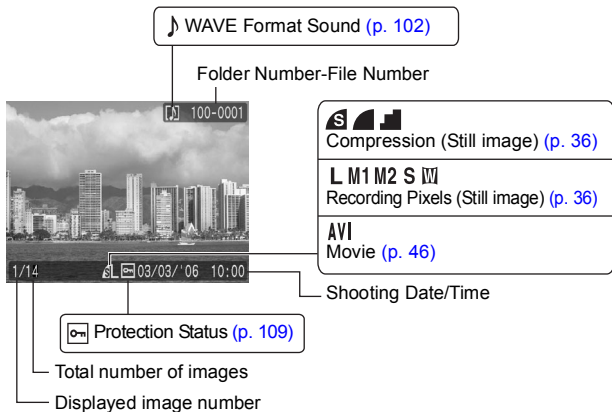 WAVE Format Sound (p. 102)
Folder Number-File Number
100-0001
S
Compression (Still image) (p. 36)
L M1 M2 S W
Recording Pixels (Still image) (p. 36)
AVI
Movie (p. 46)
1/14 S L 03/03/'06 10:00
Shooting Date/Time
Protection Status (p. 109)
Total number of images
Displayed image number